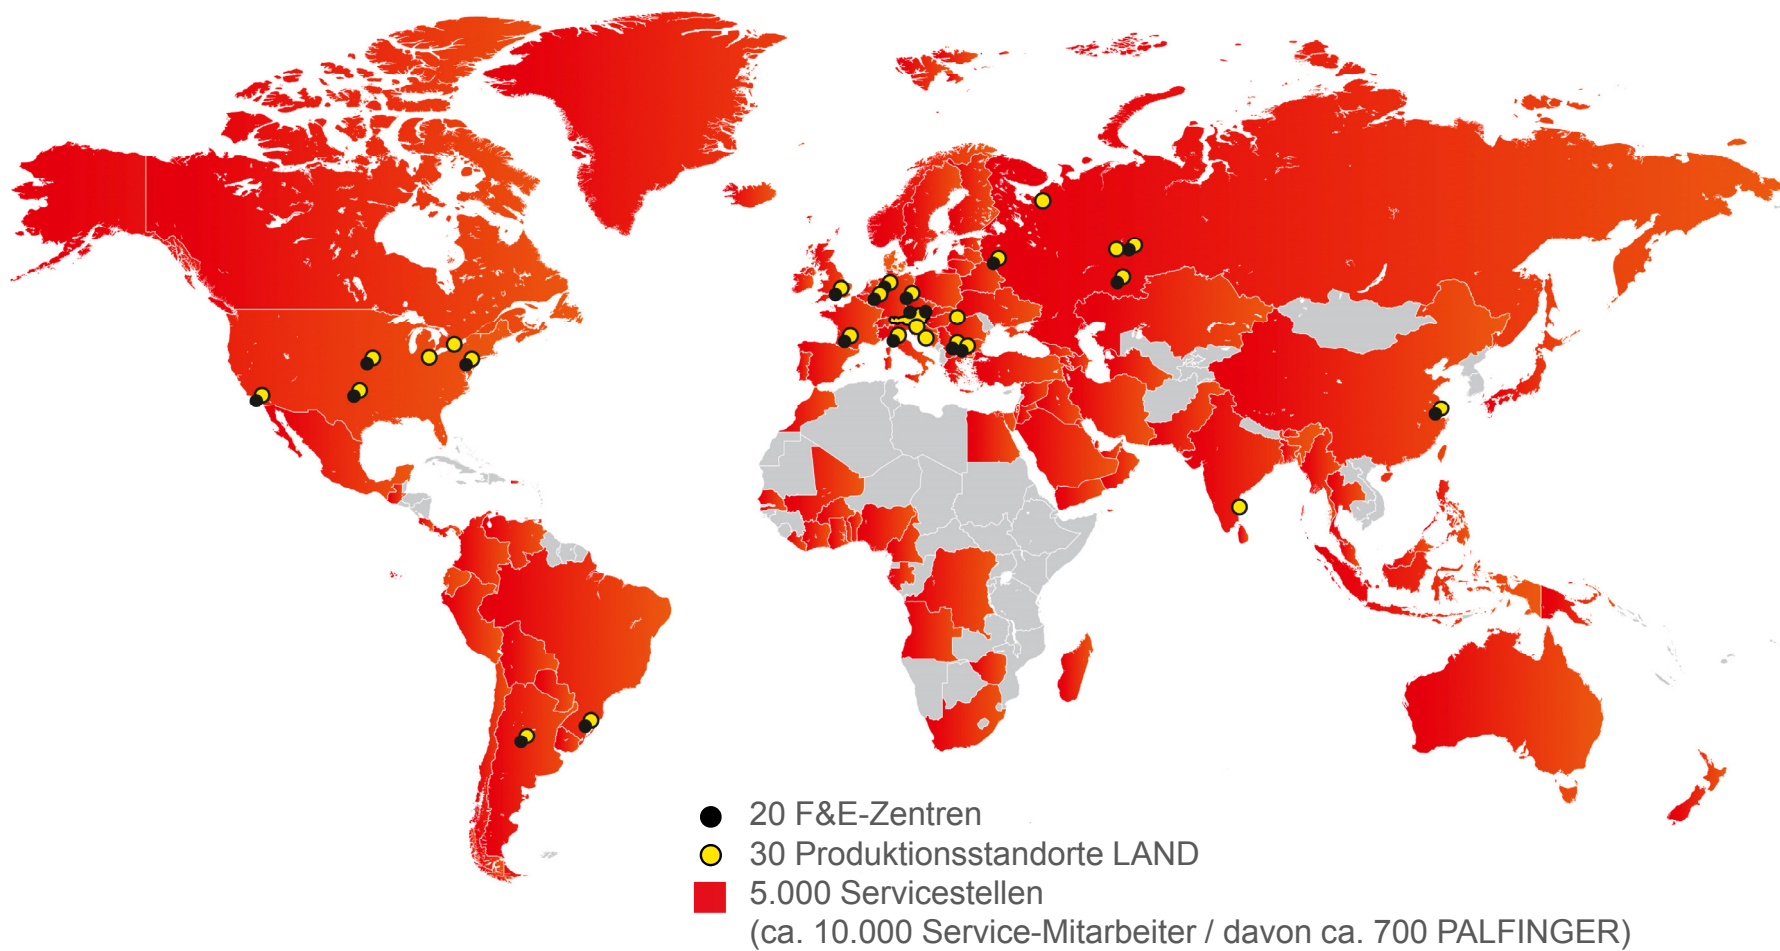 20 F&E-Zentren
30 Produktionsstandorte LAND
5.000 Servicestellen
(ca. 10.000 Service-Mitarbeiter / davon ca. 700 PALFINGER)